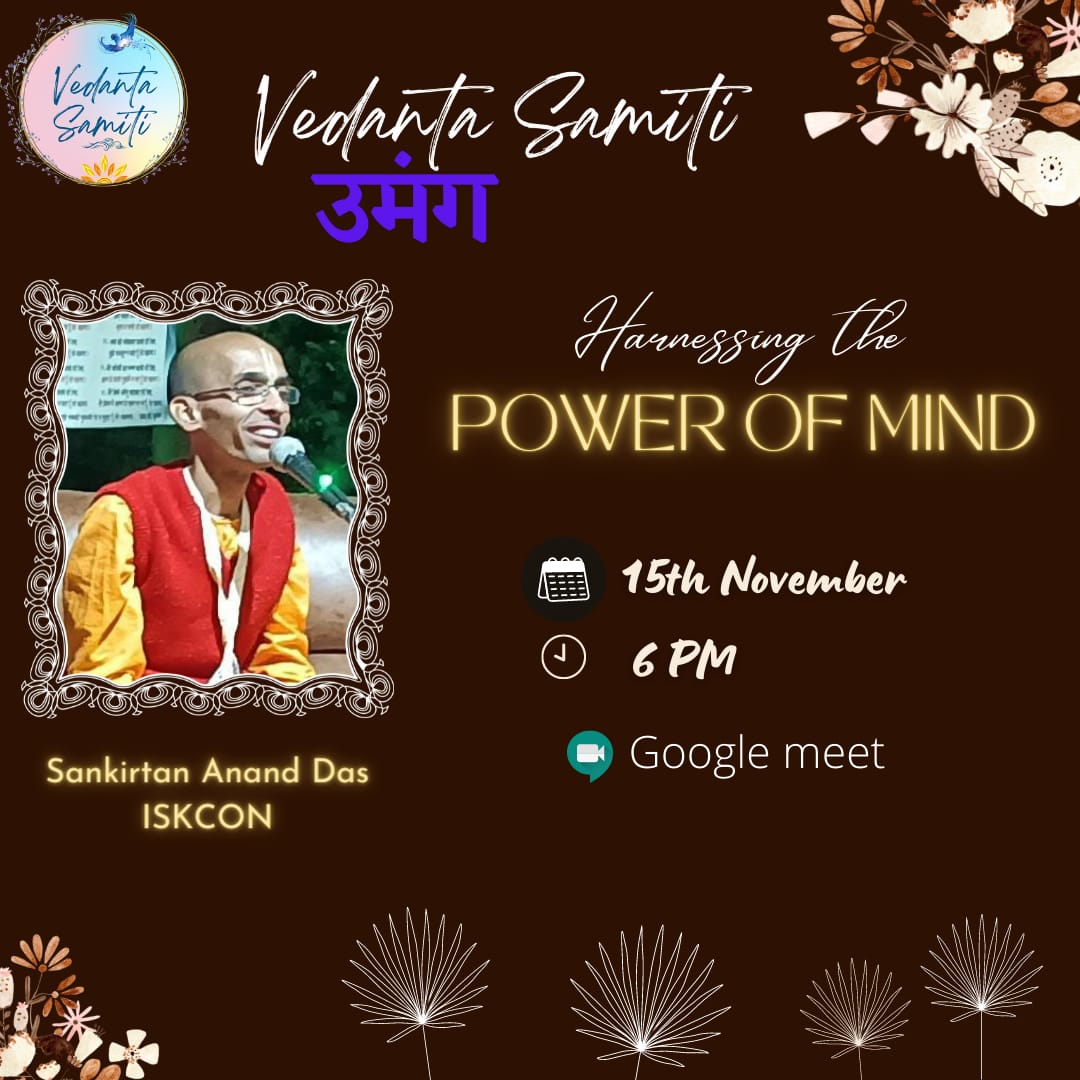 Vedanta
Samiti
Vedanta Samiti
उमंग
Harnessing the
POWER OF MIND
15th November
6 PM
Google meet
Sankirtan Anand Das
ISKCON